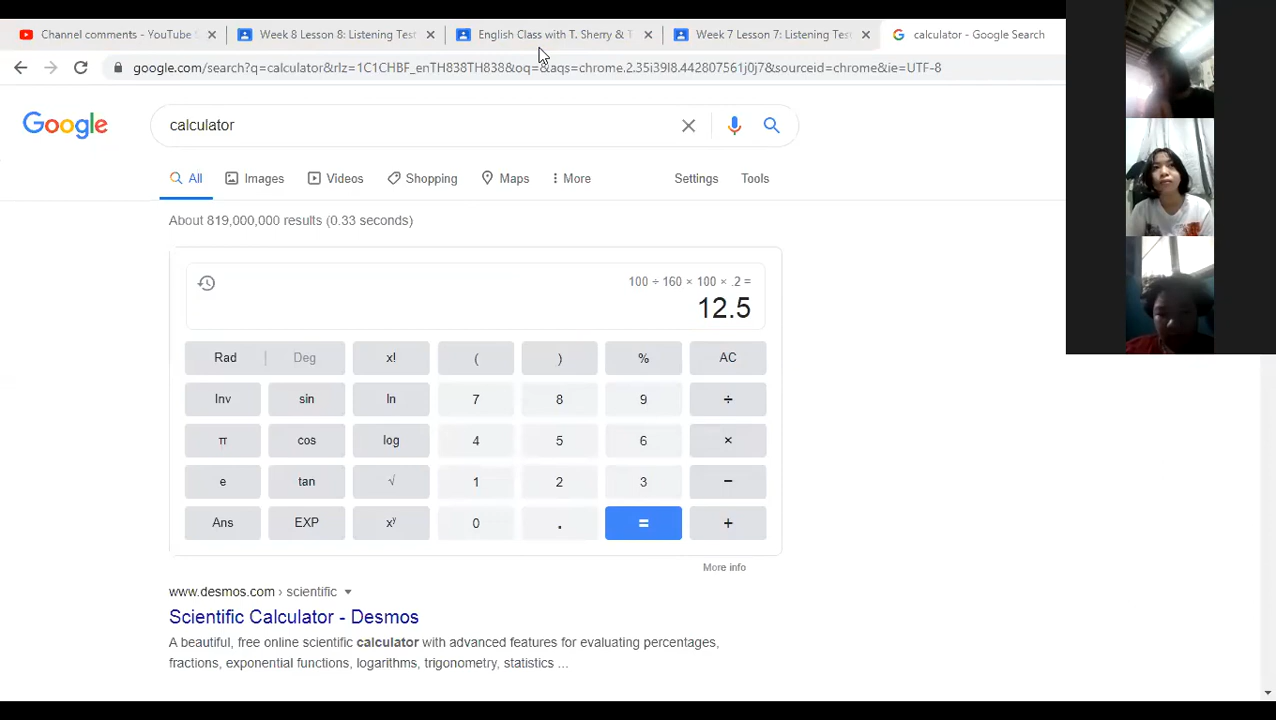 Channel comments - YouTube S
Week 8 Lesson 8: Listening Test
English Class with T. Sherry & T
Week 7 Lesson 7: Listening Test
calculator - Google Search
google.com/search?q=calculator&rlz=1C1CHBF_enTH838TH838&oq=&aqs=chrome.2.35i39l8.442807561j0j7&sourceid=chrome&ie=UTF-8
Google
calculator
All
Images
Videos
Shopping
Maps
More
Settings
Tools
About 819,000,000 results (0.33 seconds)
100 ÷ 160 × 100 × .2 =
12.5
Rad Deg x! ( ) % AC
Inv sin ln 7 8 9 ÷
π cos log 4 5 6 ×
e tan √ 1 2 3 −
Ans EXP xʸ 0 . = +
More info
www.desmos.com › scientific
Scientific Calculator - Desmos
A beautiful, free online scientific calculator with advanced features for evaluating percentages,
fractions, exponential functions, logarithms, trigonometry, statistics ...